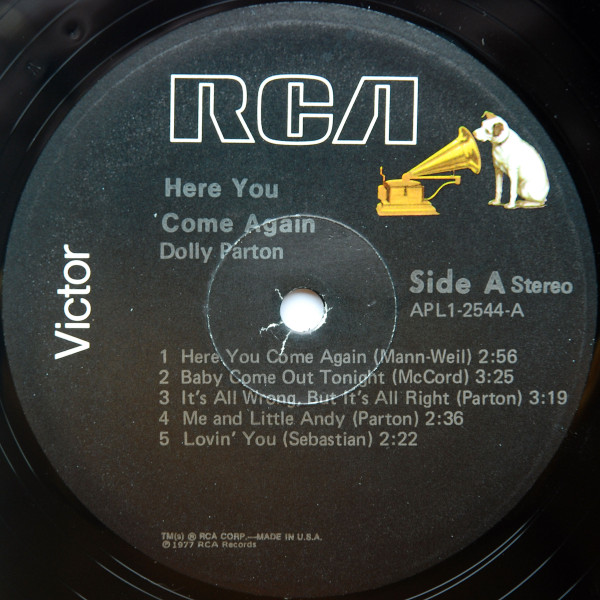 RCA
Here You
Come Again
Dolly Parton
Victor
Side A Stereo
APL1-2544-A
1 Here You Come Again (Mann-Weil) 2:56
2 Baby Come Out Tonight (McCord) 3:25
3 It's All Wrong, But It's All Right (Parton) 3:19
4 Me and Little Andy (Parton) 2:36
5 Lovin' You (Sebastian) 2:22
TM(s) ® RCA CORP.—MADE IN U.S.A.
℗1977 RCA Records